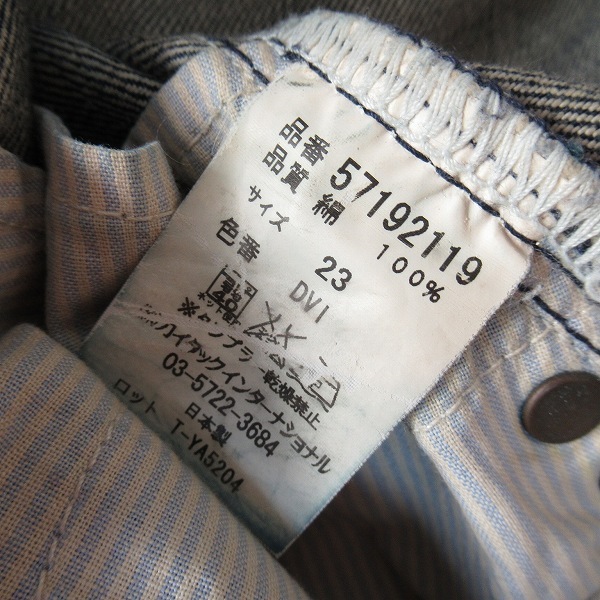 品番 57192119
品質 綿 100%
サイズ 23
色番 DVI
※タンブラー乾燥禁止
ハイタックインターナショナル
03-5722-3684
日本製
ロット T-YA5204